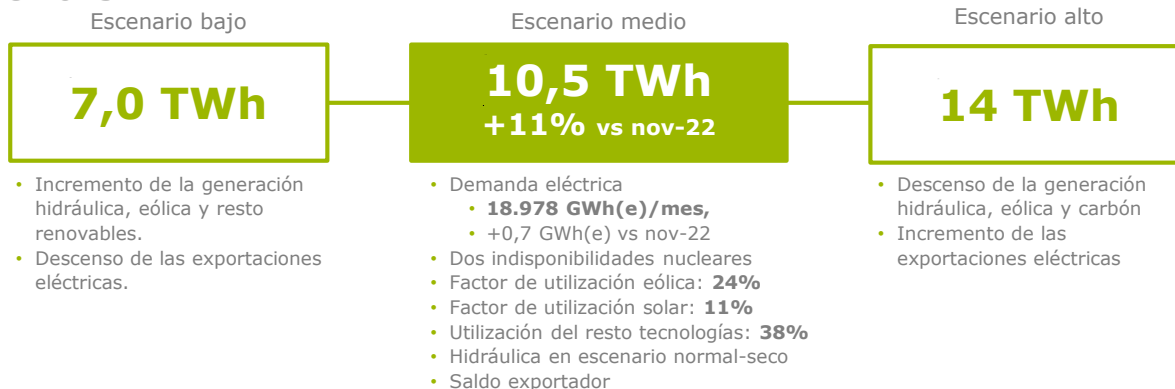 Escenario bajo
7,0 TWh
• Incremento de la generación
hidráulica, eólica y resto
renovables.
• Descenso de las exportaciones
eléctricas.
Escenario medio
10,5 TWh
+11% vs nov-22
• Demanda eléctrica
• 18.978 GWh(e)/mes,
• +0,7 GWh(e) vs nov-22
• Dos indisponibilidades nucleares
• Factor de utilización eólica: 24%
• Factor de utilización solar: 11%
• Utilización del resto tecnologías: 38%
• Hidráulica en escenario normal-seco
• Saldo exportador
Escenario alto
14 TWh
• Descenso de la generación
hidráulica, eólica y carbón
• Incremento de las
exportaciones eléctricas